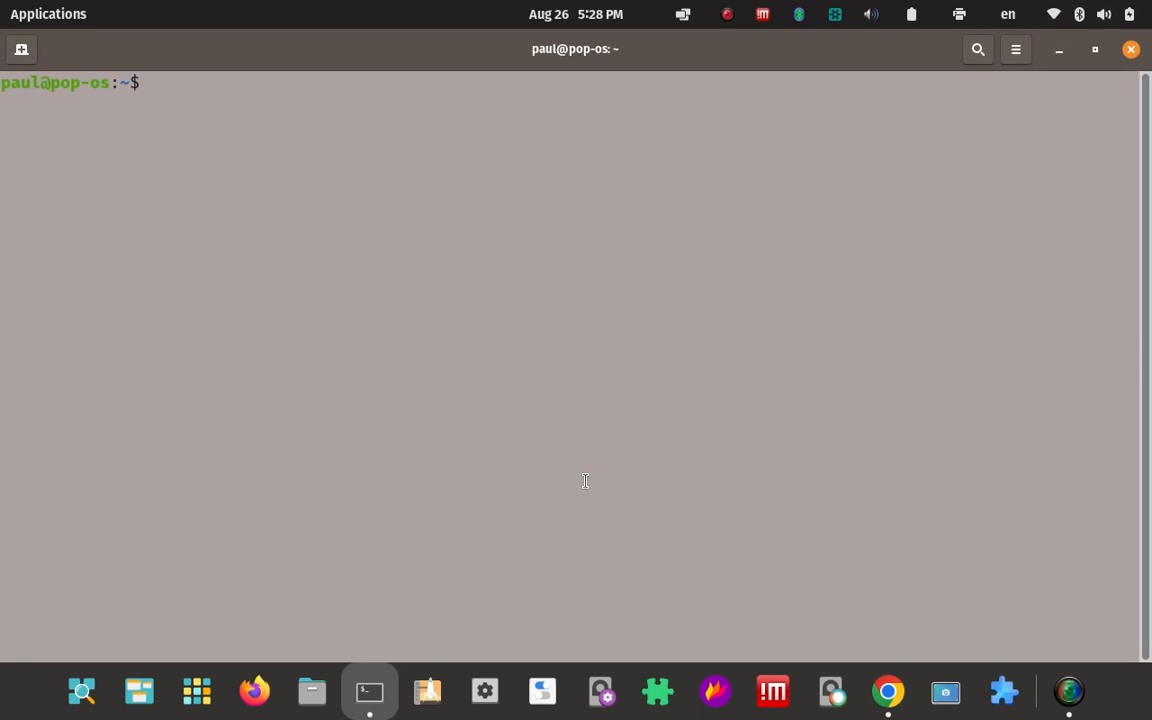 Applications
Aug 26 5:28 PM
en
paul@pop-os: ~
paul@pop-os:~$